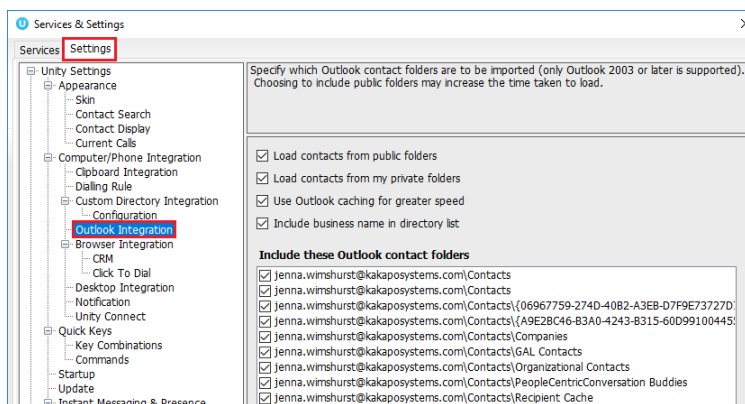 Services & Settings
Services Settings
Unity Settings
Appearance
Skin
Contact Search
Contact Display
Current Calls
Computer/Phone Integration
Clipboard Integration
Dialling Rule
Custom Directory Integration
Configuration
Outlook Integration
Browser Integration
CRM
Click To Dial
Desktop Integration
Notification
Unity Connect
Quick Keys
Key Combinations
Commands
Startup
Update
Instant Messaging & Presence
Specify which Outlook contact folders are to be imported (only Outlook 2003 or later is supported).
Choosing to include public folders may increase the time taken to load.
Load contacts from public folders
Load contacts from my private folders
Use Outlook caching for greater speed
Include business name in directory list
Include these Outlook contact folders
jenna.wimshurst@kakaposystems.com\Contacts
jenna.wimshurst@kakaposystems.com\Contacts
jenna.wimshurst@kakaposystems.com\Contacts\{06967759-274D-40B2-A3EB-D7F9E73727D
jenna.wimshurst@kakaposystems.com\Contacts\{A9E2BC46-B3A0-4243-B315-60D991004455
jenna.wimshurst@kakaposystems.com\Contacts\Companies
jenna.wimshurst@kakaposystems.com\Contacts\GAL Contacts
jenna.wimshurst@kakaposystems.com\Contacts\Organizational Contacts
jenna.wimshurst@kakaposystems.com\Contacts\PeopleCentricConversation Buddies
jenna.wimshurst@kakaposystems.com\Contacts\Recipient Cache